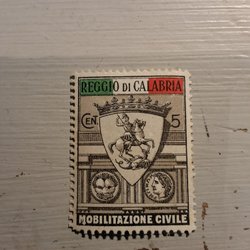 REGGIO DI CALABRIA
CEN. 5
MOBILITAZIONE CIVILE